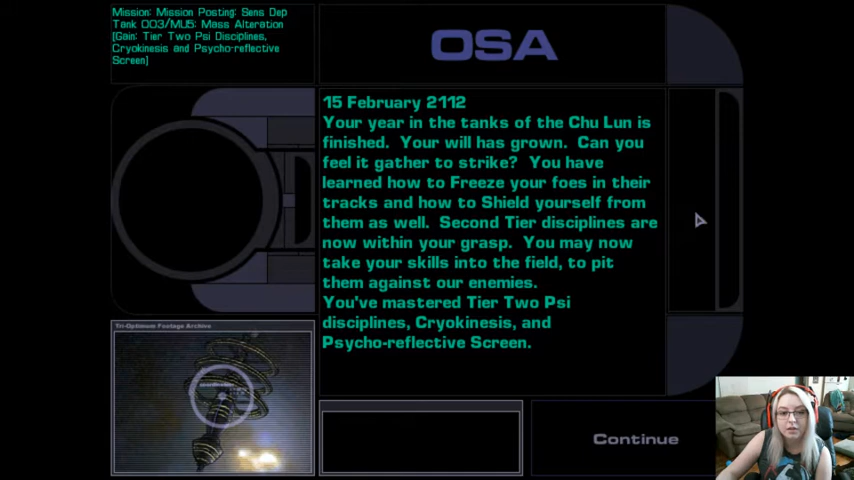 Mission: Mission Posting: Sens Dep
Tank 003/MU5: Mass Alteration
[Gain: Tier Two Psi Disciplines,
Cryokinesis and Psycho-reflective
Screen]
OSA
15 February 2112
Your year in the tanks of the Chu Lun is
finished. Your will has grown. Can you
feel it gather to strike? You have
learned how to Freeze your foes in their
tracks and how to Shield yourself from
them as well. Second Tier disciplines are
now within your grasp. You may now
take your skills into the field, to pit
them against our enemies.
You've mastered Tier Two Psi
disciplines, Cryokinesis, and
Psycho-reflective Screen.
Tri-Optimum Footage Archive
Continue